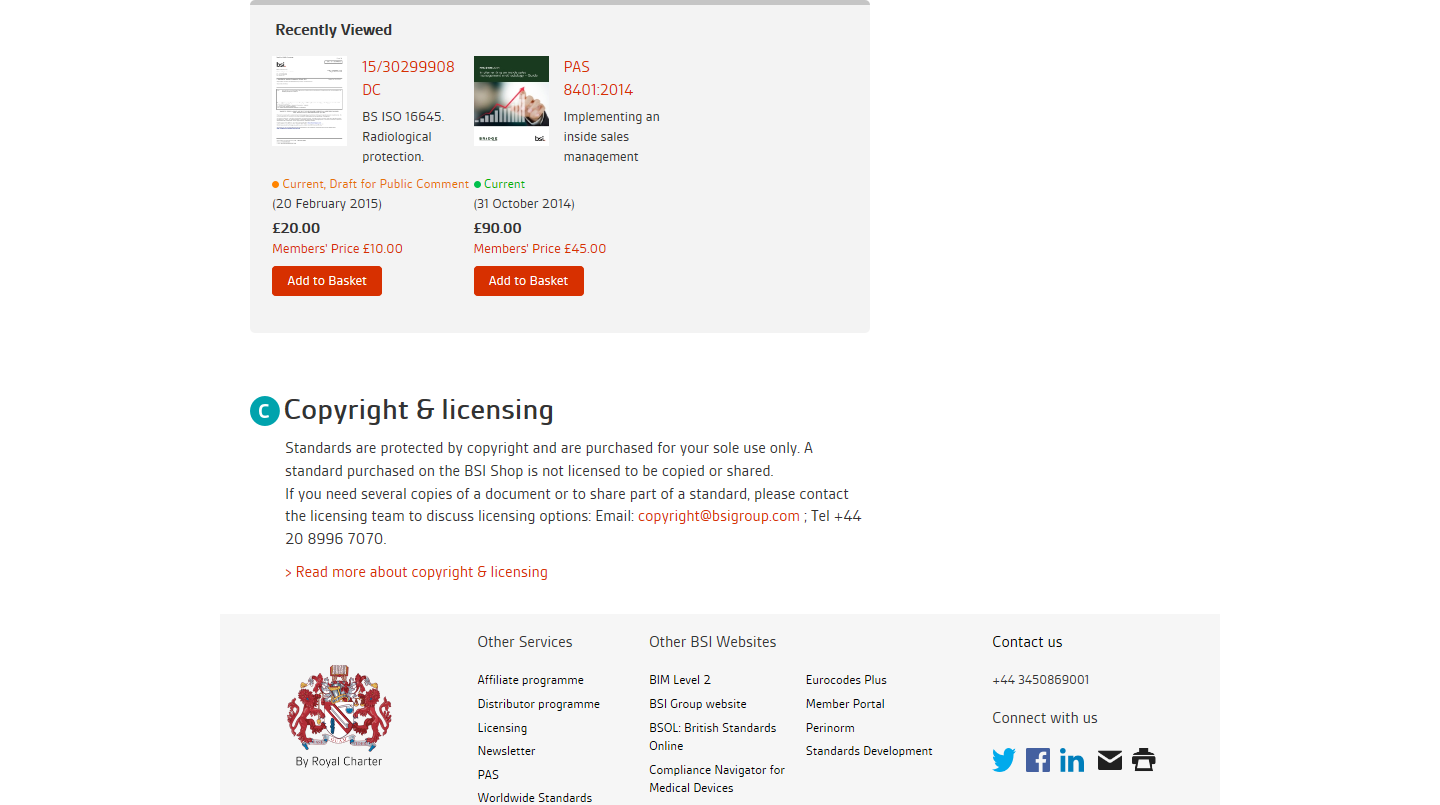 Recently Viewed
bsi.
15/30299908
DC
BS ISO 16645.
Radiological
protection.
Current, Draft for Public Comment
(20 February 2015)
£20.00
Members' Price £10.00
Add to Basket
bsi.
PAS
8401:2014
Implementing an
inside sales
management
Current
(31 October 2014)
£90.00
Members' Price £45.00
Add to Basket
C Copyright & licensing
Standards are protected by copyright and are purchased for your sole use only. A
standard purchased on the BSI Shop is not licensed to be copied or shared.
If you need several copies of a document or to share part of a standard, please contact
the licensing team to discuss licensing options: Email: copyright@bsigroup.com ; Tel +44
20 8996 7070.
> Read more about copyright & licensing
By Royal Charter
Other Services
Affiliate programme
Distributor programme
Licensing
Newsletter
PAS
Worldwide Standards
Other BSI Websites
BIM Level 2
BSI Group website
BSOL: British Standards
Online
Compliance Navigator for
Medical Devices
Eurocodes Plus
Member Portal
Perinorm
Standards Development
Contact us
+44 3450869001
Connect with us